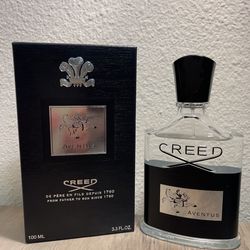 AVENTUS
CREED
DE PÈRE EN FILS DEPUIS 1760
FROM FATHER TO SON SINCE 1760
100 ML
3.3 FL.OZ.
CREED
AVENTUS